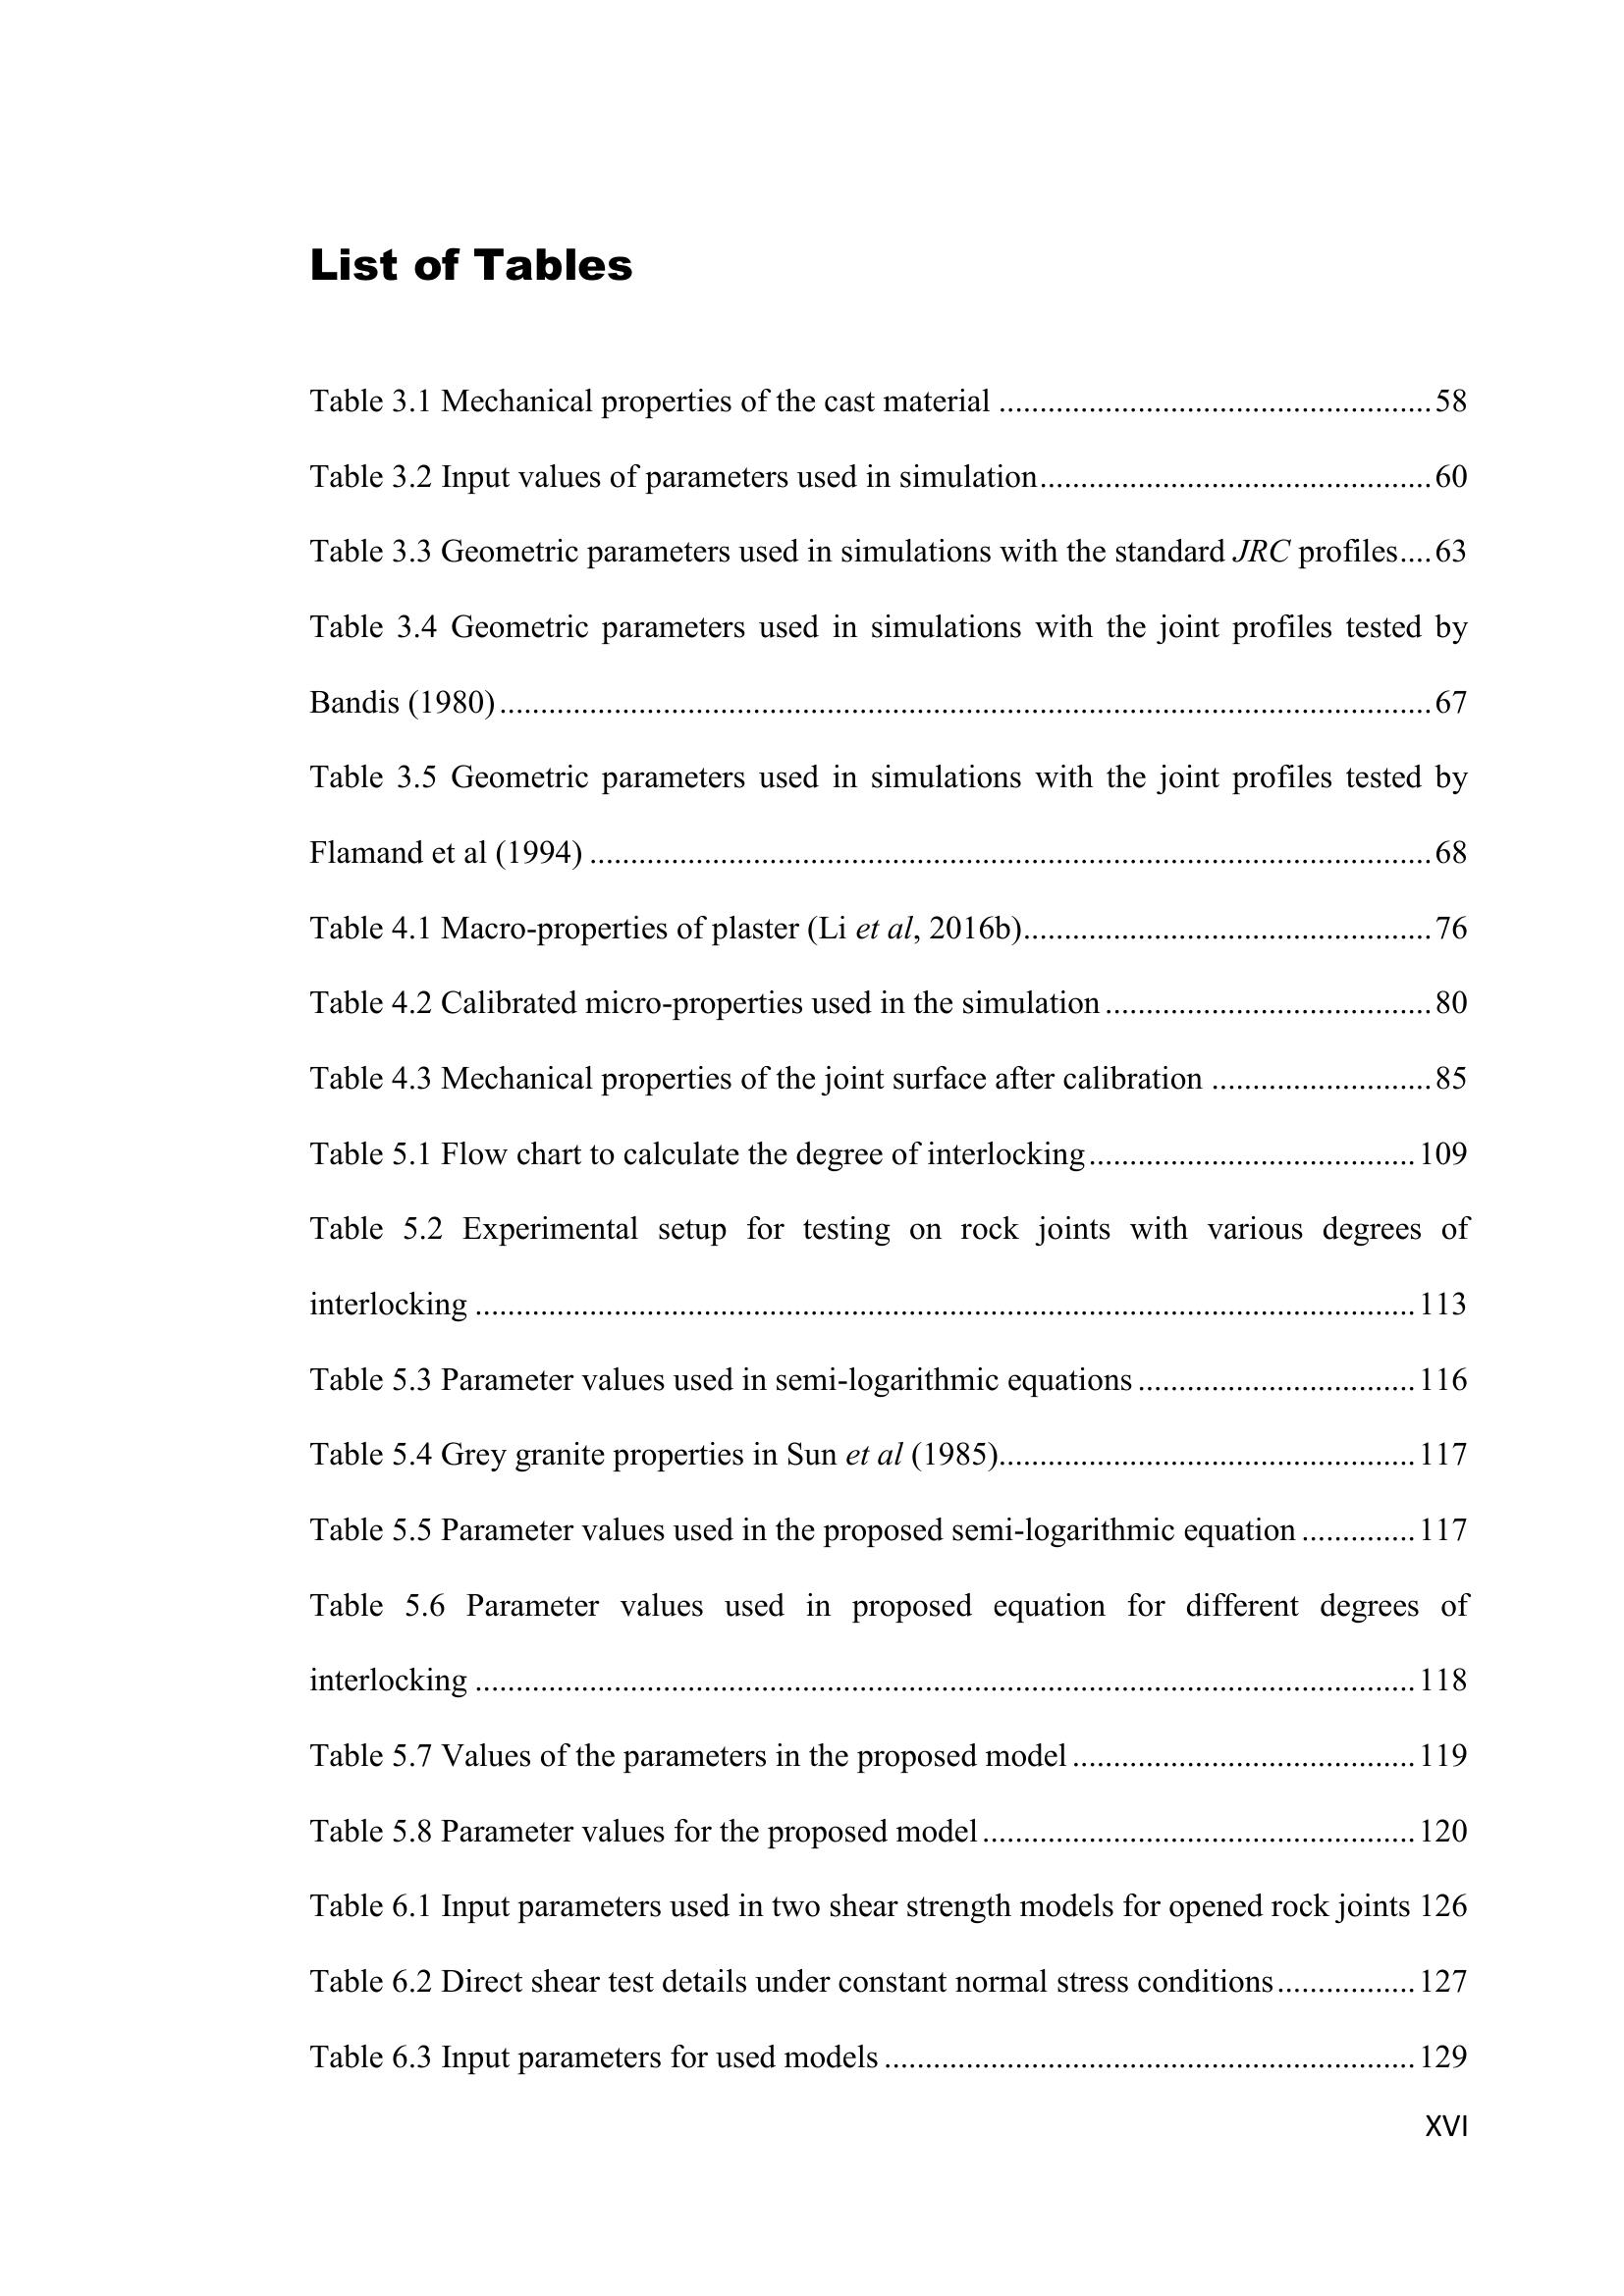 List of Tables
Table 3.1 Mechanical properties of the cast material .....................................................58
Table 3.2 Input values of parameters used in simulation................................................60
Table 3.3 Geometric parameters used in simulations with the standard JRC profiles....63
Table 3.4 Geometric parameters used in simulations with the joint profiles tested by
Bandis (1980)..................................................................................................................67
Table 3.5 Geometric parameters used in simulations with the joint profiles tested by
Flamand et al (1994) .......................................................................................................68
Table 4.1 Macro-properties of plaster (Li et al, 2016b)..................................................76
Table 4.2 Calibrated micro-properties used in the simulation ........................................80
Table 4.3 Mechanical properties of the joint surface after calibration ...........................85
Table 5.1 Flow chart to calculate the degree of interlocking........................................109
Table 5.2 Experimental setup for testing on rock joints with various degrees of
interlocking ...................................................................................................................113
Table 5.3 Parameter values used in semi-logarithmic equations ..................................116
Table 5.4 Grey granite properties in Sun et al (1985)...................................................117
Table 5.5 Parameter values used in the proposed semi-logarithmic equation ..............117
Table 5.6 Parameter values used in proposed equation for different degrees of
interlocking ...................................................................................................................118
Table 5.7 Values of the parameters in the proposed model ..........................................119
Table 5.8 Parameter values for the proposed model.....................................................120
Table 6.1 Input parameters used in two shear strength models for opened rock joints 126
Table 6.2 Direct shear test details under constant normal stress conditions.................127
Table 6.3 Input parameters for used models .................................................................129
XVI